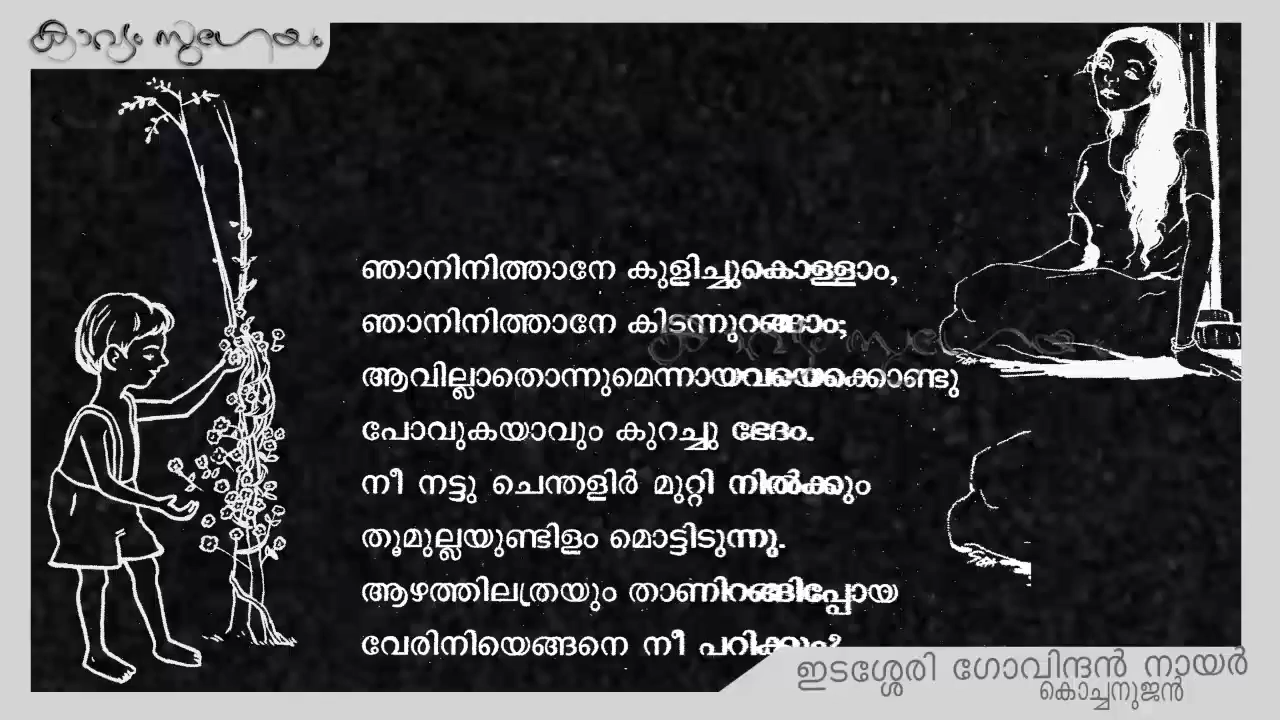 കാവ്യം സുഗേയം
ഞാനിനിത്താനേ കുളിച്ചുകൊള്ളാം,
ഞാനിനിത്താനേ കിടന്നുറങ്ങാം;
കാവ്യം സുഗേയം
ആവില്ലാതൊന്നുമെന്നായവയെക്കൊണ്ടു
പോവുകയാവും കുറച്ചു ഭേദം.
നീ നട്ടു ചെന്തളിർ മുറ്റി നിൽക്കും
തൂമുല്ലയുണ്ടിളം മൊട്ടിടുന്നു.
ആഴത്തിലത്രയും താണിറങ്ങിപ്പോയ
വേരിനിയെങ്ങനെ നീ പറിക്കും?
ഇടശ്ശേരി ഗോവിന്ദൻ നായർ
കൊച്ചനുജൻ